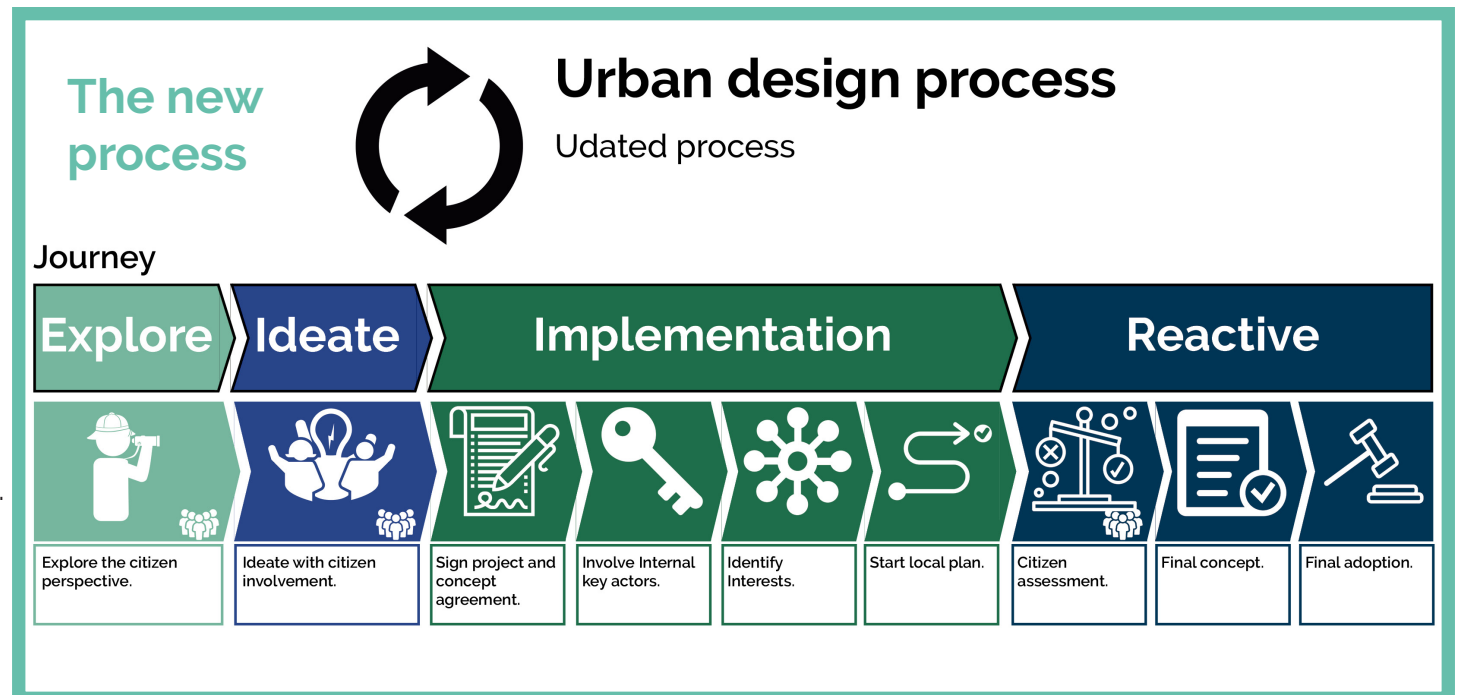 The new
process
Urban design process
Udated process
Journey
Explore
Ideate
Implementation
Reactive
Explore the citizen
perspective.
Ideate with citizen
involvement.
Sign project and
concept
agreement.
Involve Internal
key actors.
Identify
Interests.
Start local plan.
Citizen
assessment.
Final concept.
Final adoption.